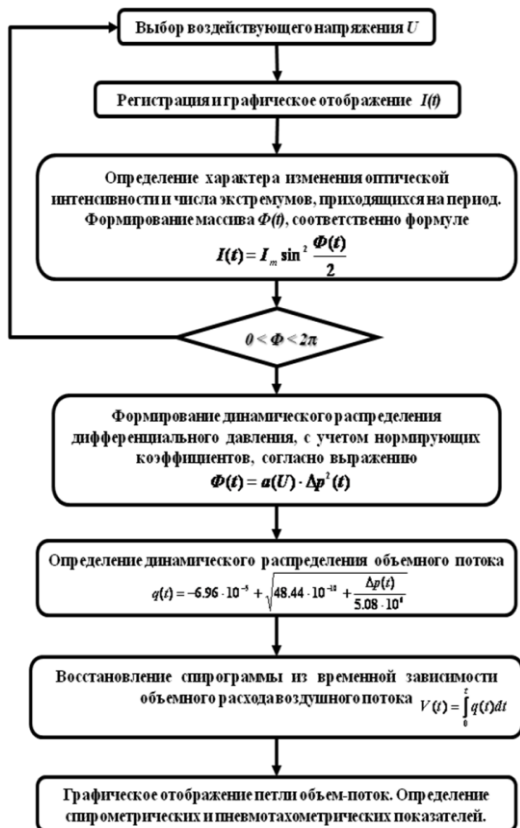 Выбор воздействующего напряжения U
Регистрация и графическое отображение I(t)
Определение характера изменения оптической
интенсивности и числа экстремумов, приходящихся на период.
Формирование массива Φ(t), соответственно формуле
I(t) = I_m sin² Φ(t)/2
0 < Φ < 2π
Формирование динамического распределения
дифференциального давления, с учетом нормирующих
коэффициентов, согласно выражению
Φ(t) = a(U) · Δp²(t)
Определение динамического распределения объемного потока
q(t) = −6.96 · 10⁻⁵ + √(48.44 · 10⁻¹⁰ + Δp(t)/5.08 · 10⁸)
Восстановление спирограммы из временной зависимости
объемного расхода воздушного потока V(t) = ∫₀ᵗ q(t)dt
Графическое отображение петли объем-поток. Определение
спирометрических и пневмотахометрических показателей.